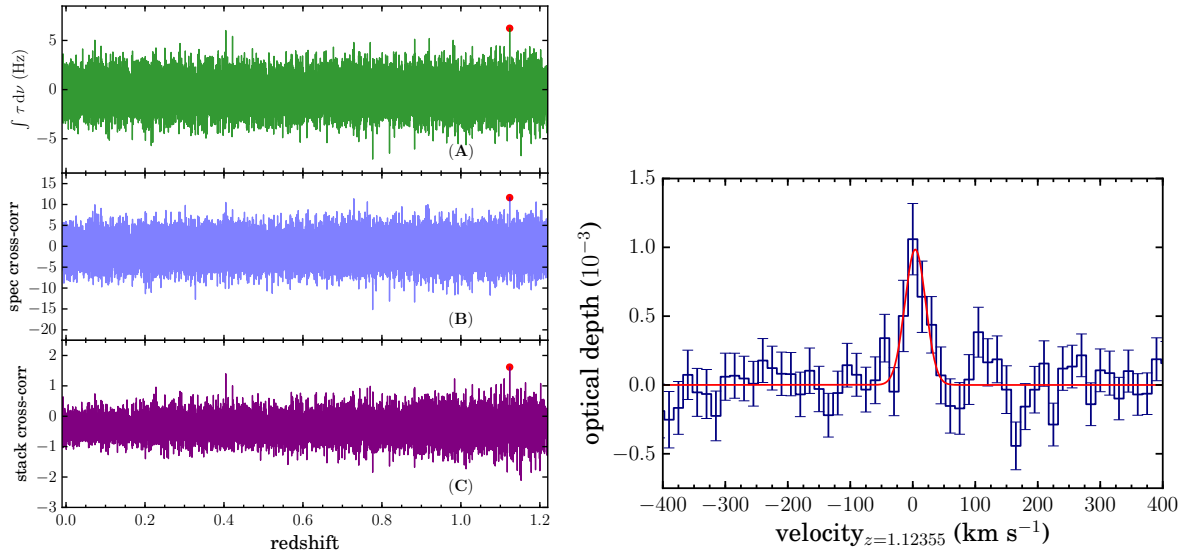 ∫ τ dν (Hz)
5
0
−5
(A)
spec cross-corr
15
10
5
0
−5
−10
−15
−20
(B)
stack cross-corr
2
1
0
−1
−2
−3
(C)
0.0 0.2 0.4 0.6 0.8 1.0 1.2
redshift
optical depth (10⁻³)
1.5
1.0
0.5
0.0
−0.5
−400 −300 −200 −100 0 100 200 300 400
velocity_{z=1.12355} (km s⁻¹)